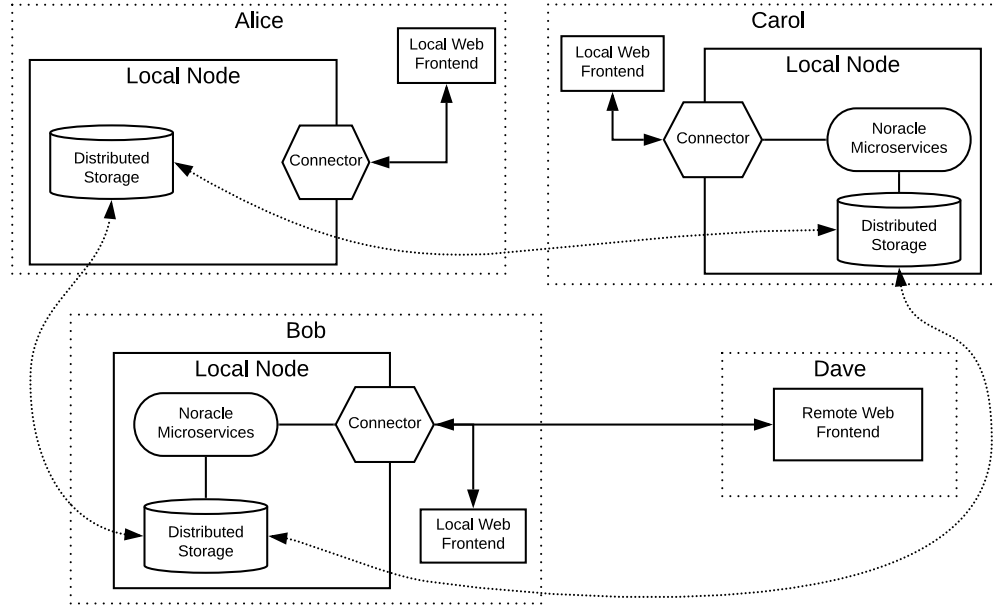 Alice
Local Web
Frontend
Local Node
Distributed
Storage
Connector
Carol
Local Web
Frontend
Local Node
Connector
Noracle
Microservices
Distributed
Storage
Bob
Local Node
Noracle
Microservices
Connector
Distributed
Storage
Local Web
Frontend
Dave
Remote Web
Frontend